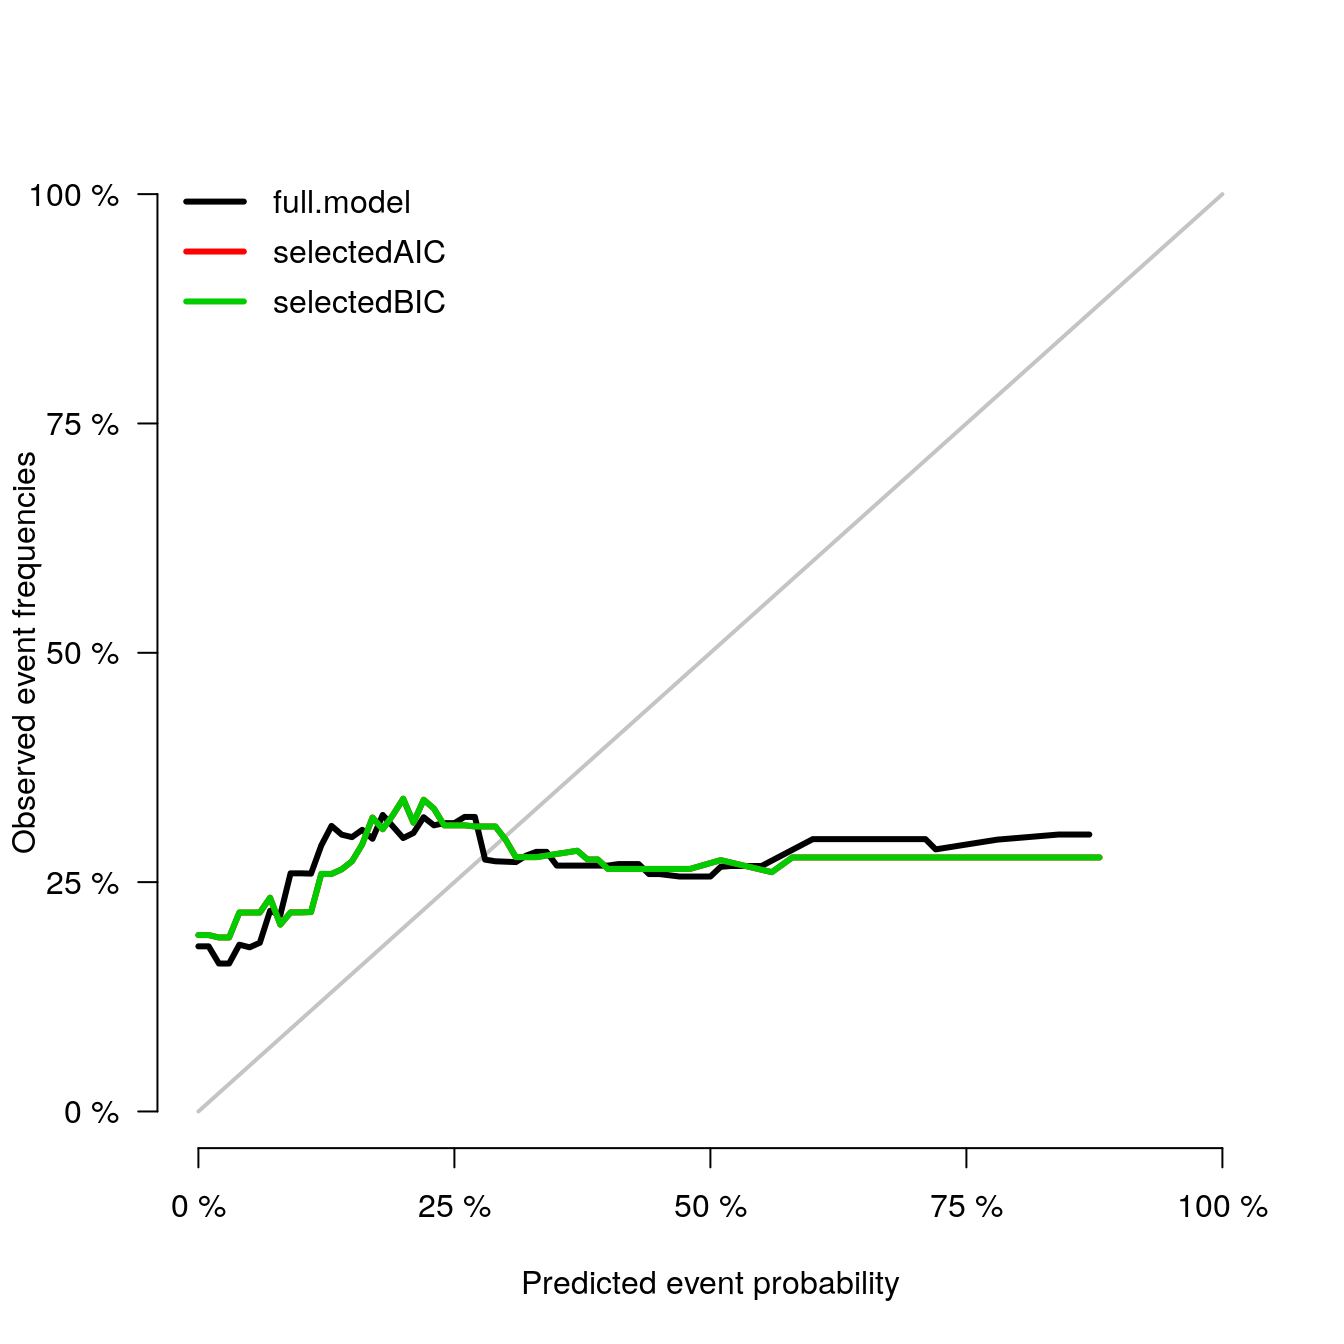 100 %
75 %
50 %
25 %
0 %
Observed event frequencies
full.model
selectedAIC
selectedBIC
0 %
25 %
50 %
75 %
100 %
Predicted event probability